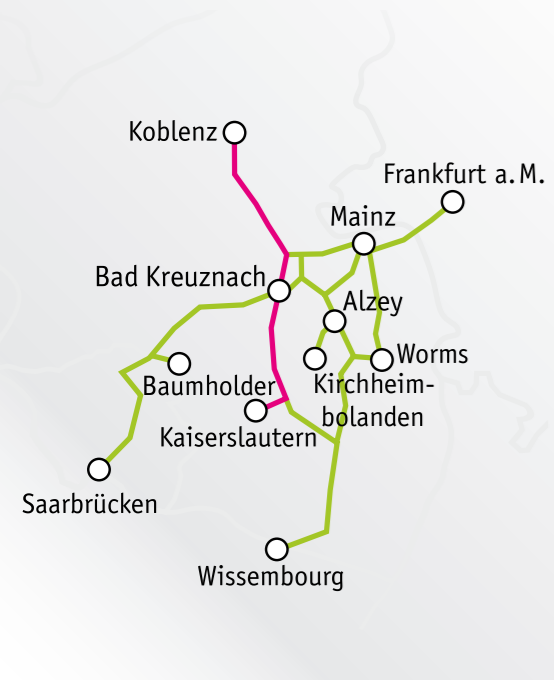 Koblenz
Frankfurt a.M.
Mainz
Bad Kreuznach
Alzey
Worms
Baumholder
Kirchheim-
bolanden
Kaiserslautern
Saarbrücken
Wissembourg